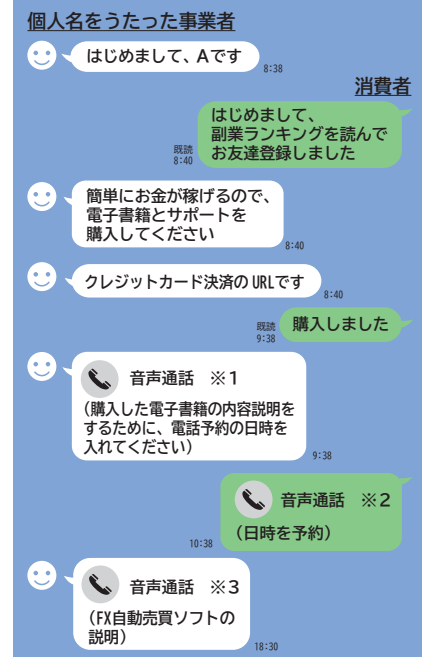 個人名をうたった事業者
はじめまして、Aです
8:38
消費者
はじめまして、
副業ランキングを読んで
お友達登録しました
既読
8:40
簡単にお金が稼げるので、
電子書籍とサポートを
購入してください
8:40
クレジットカード決済のURLです
8:40
購入しました
既読
9:38
音声通話 ※1
(購入した電子書籍の内容説明を
するために、電話予約の日時を
入れてください)
9:38
音声通話 ※2
(日時を予約)
10:38
音声通話 ※3
(FX自動売買ソフトの
説明)
18:30